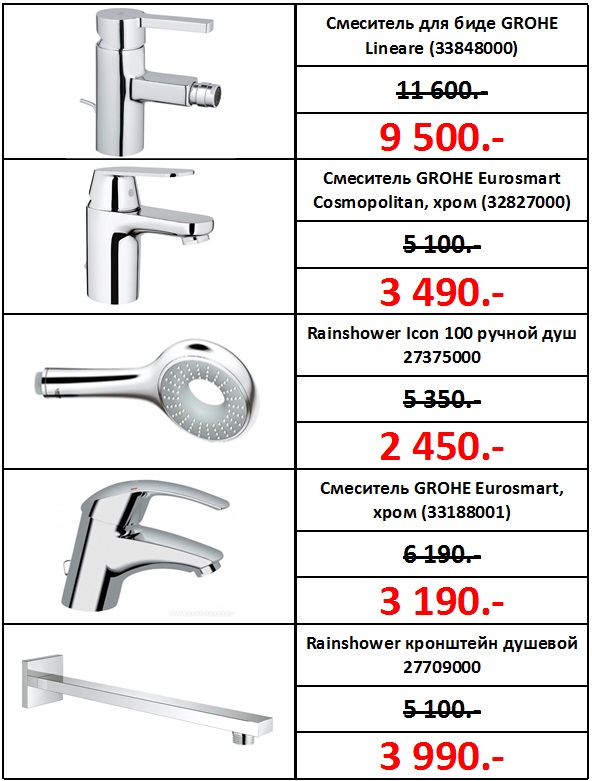 Смеситель для биде GROHE
Lineare (33848000)
11 600.-
9 500.-
Смеситель GROHE Eurosmart
Cosmopolitan, хром (32827000)
5 100.-
3 490.-
Rainshower Icon 100 ручной душ
27375000
5 350.-
2 450.-
Смеситель GROHE Eurosmart,
хром (33188001)
6 190.-
3 190.-
Rainshower кронштейн душевой
27709000
5 100.-
3 990.-